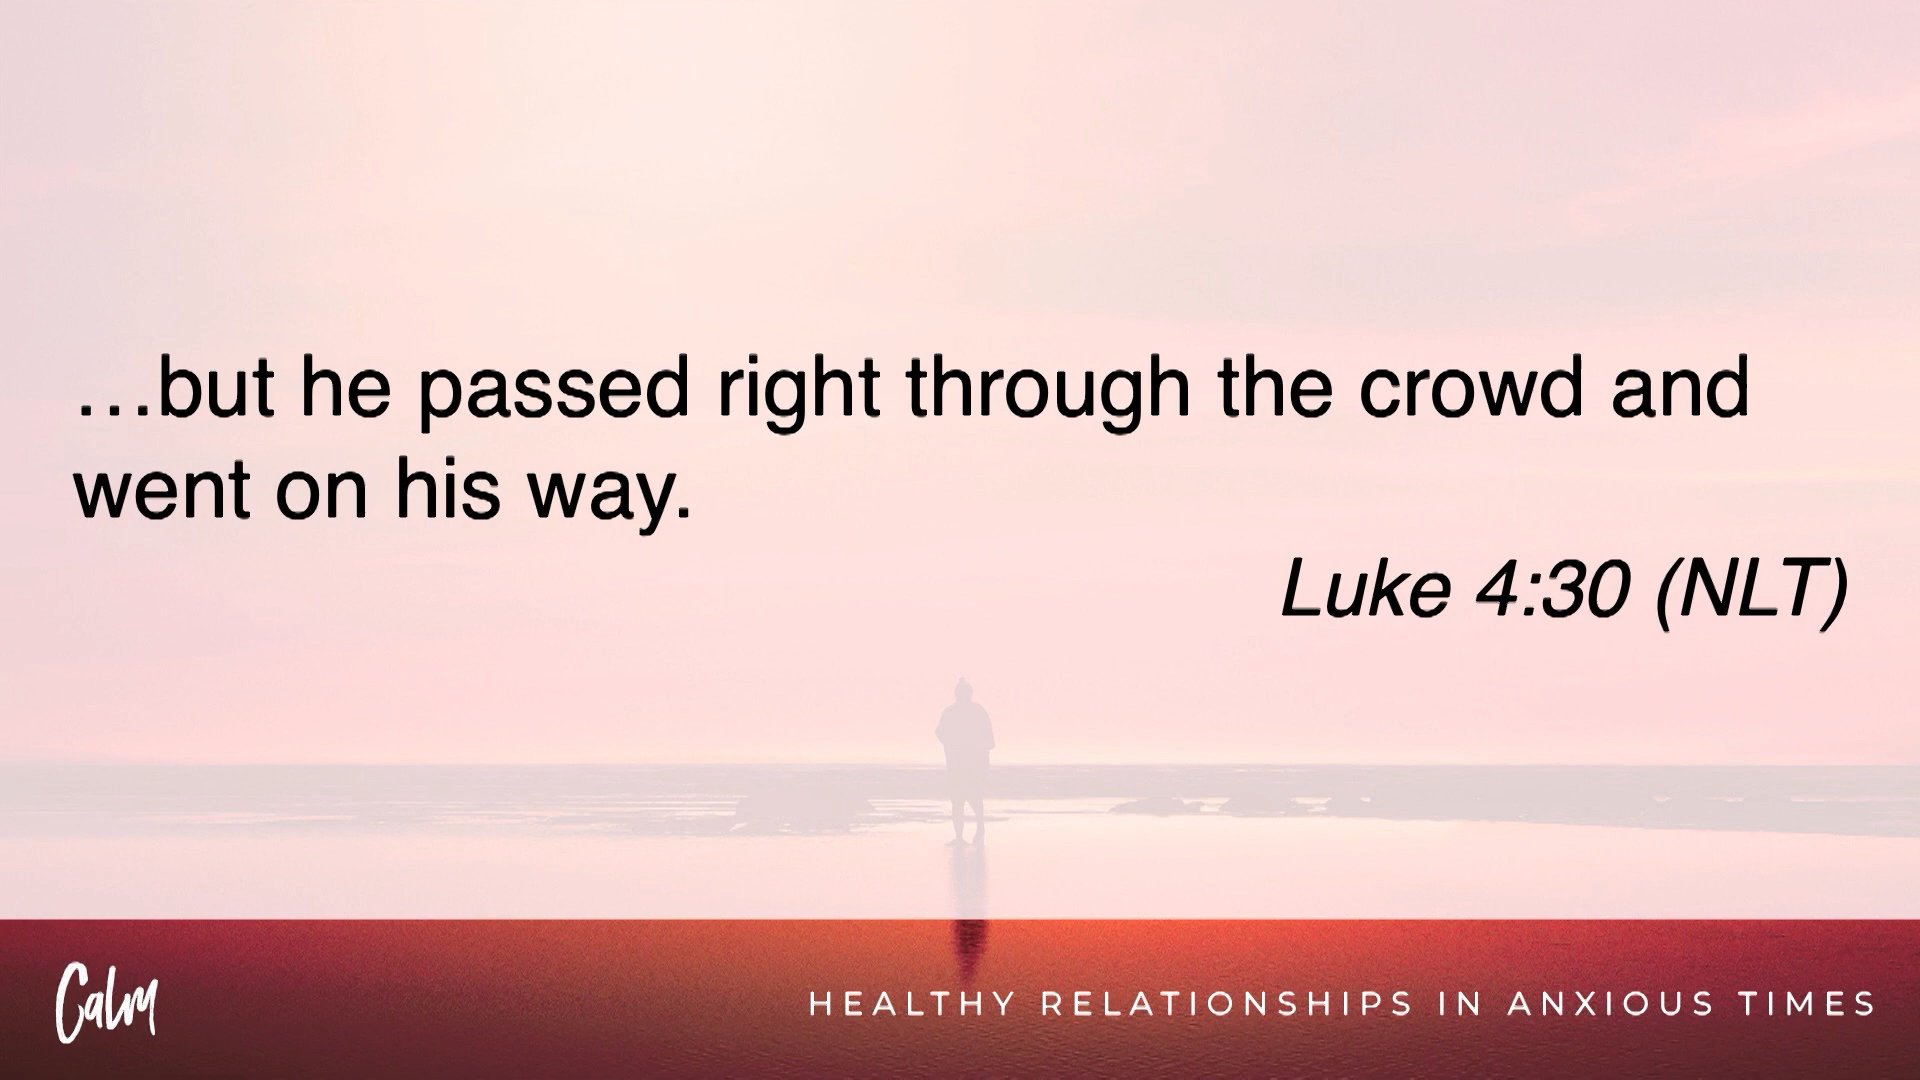 …but he passed right through the crowd and
went on his way.
Luke 4:30 (NLT)
Calm
HEALTHY RELATIONSHIPS IN ANXIOUS TIMES